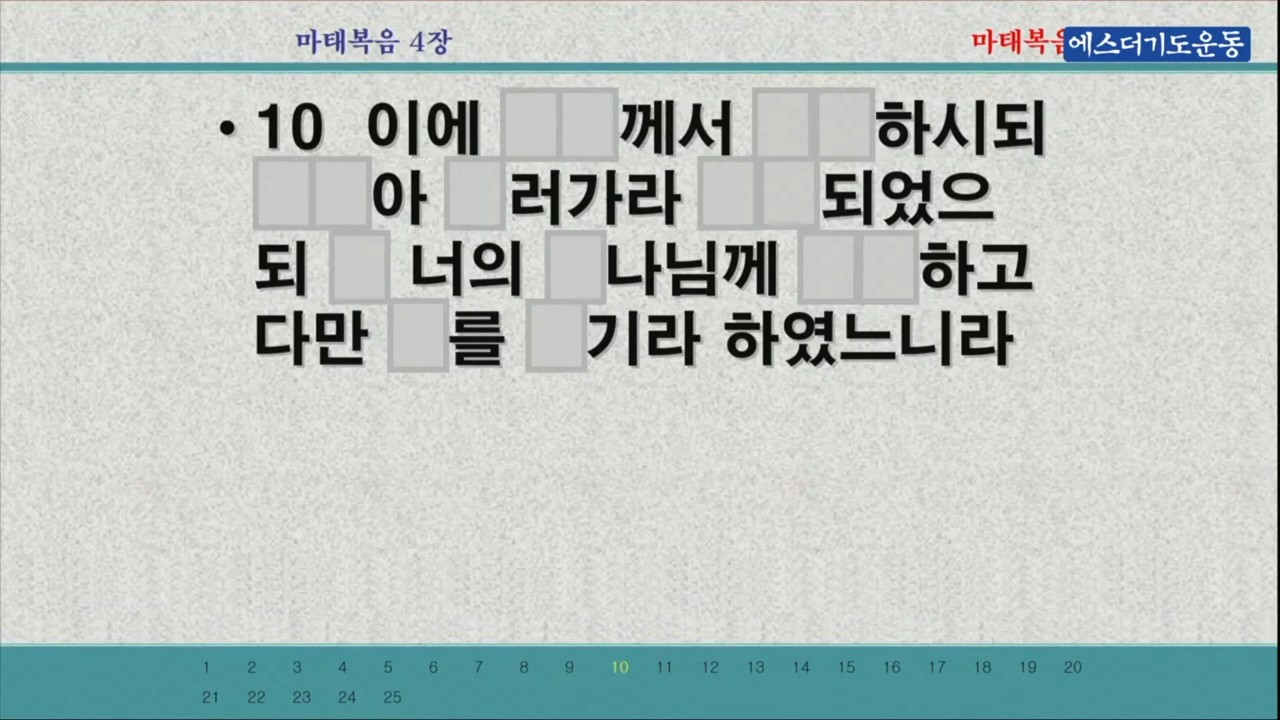 마태복음 4장
마태복음
에스더기도운동
• 10 이에 □□께서 □□하시되
□□아 □러가라 □□되었으
되 □ 너의 □나님께 □□하고
다만 □를 □기라 하였느니라
1 2 3 4 5 6 7 8 9 10 11 12 13 14 15 16 17 18 19 20
21 22 23 24 25